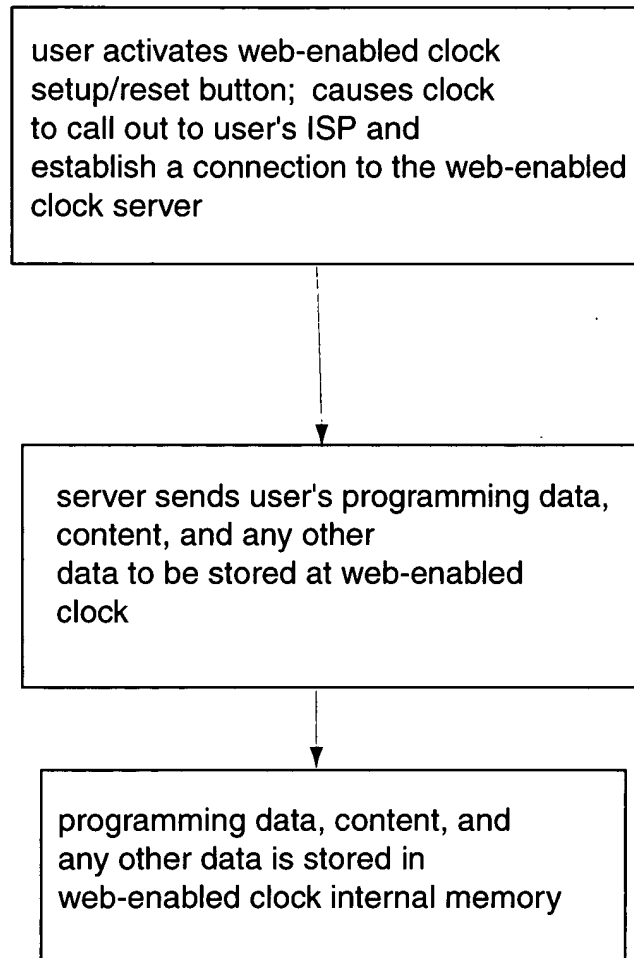 user activates web-enabled clock
setup/reset button; causes clock
to call out to user's ISP and
establish a connection to the web-enabled
clock server
server sends user's programming data,
content, and any other
data to be stored at web-enabled
clock
programming data, content, and
any other data is stored in
web-enabled clock internal memory